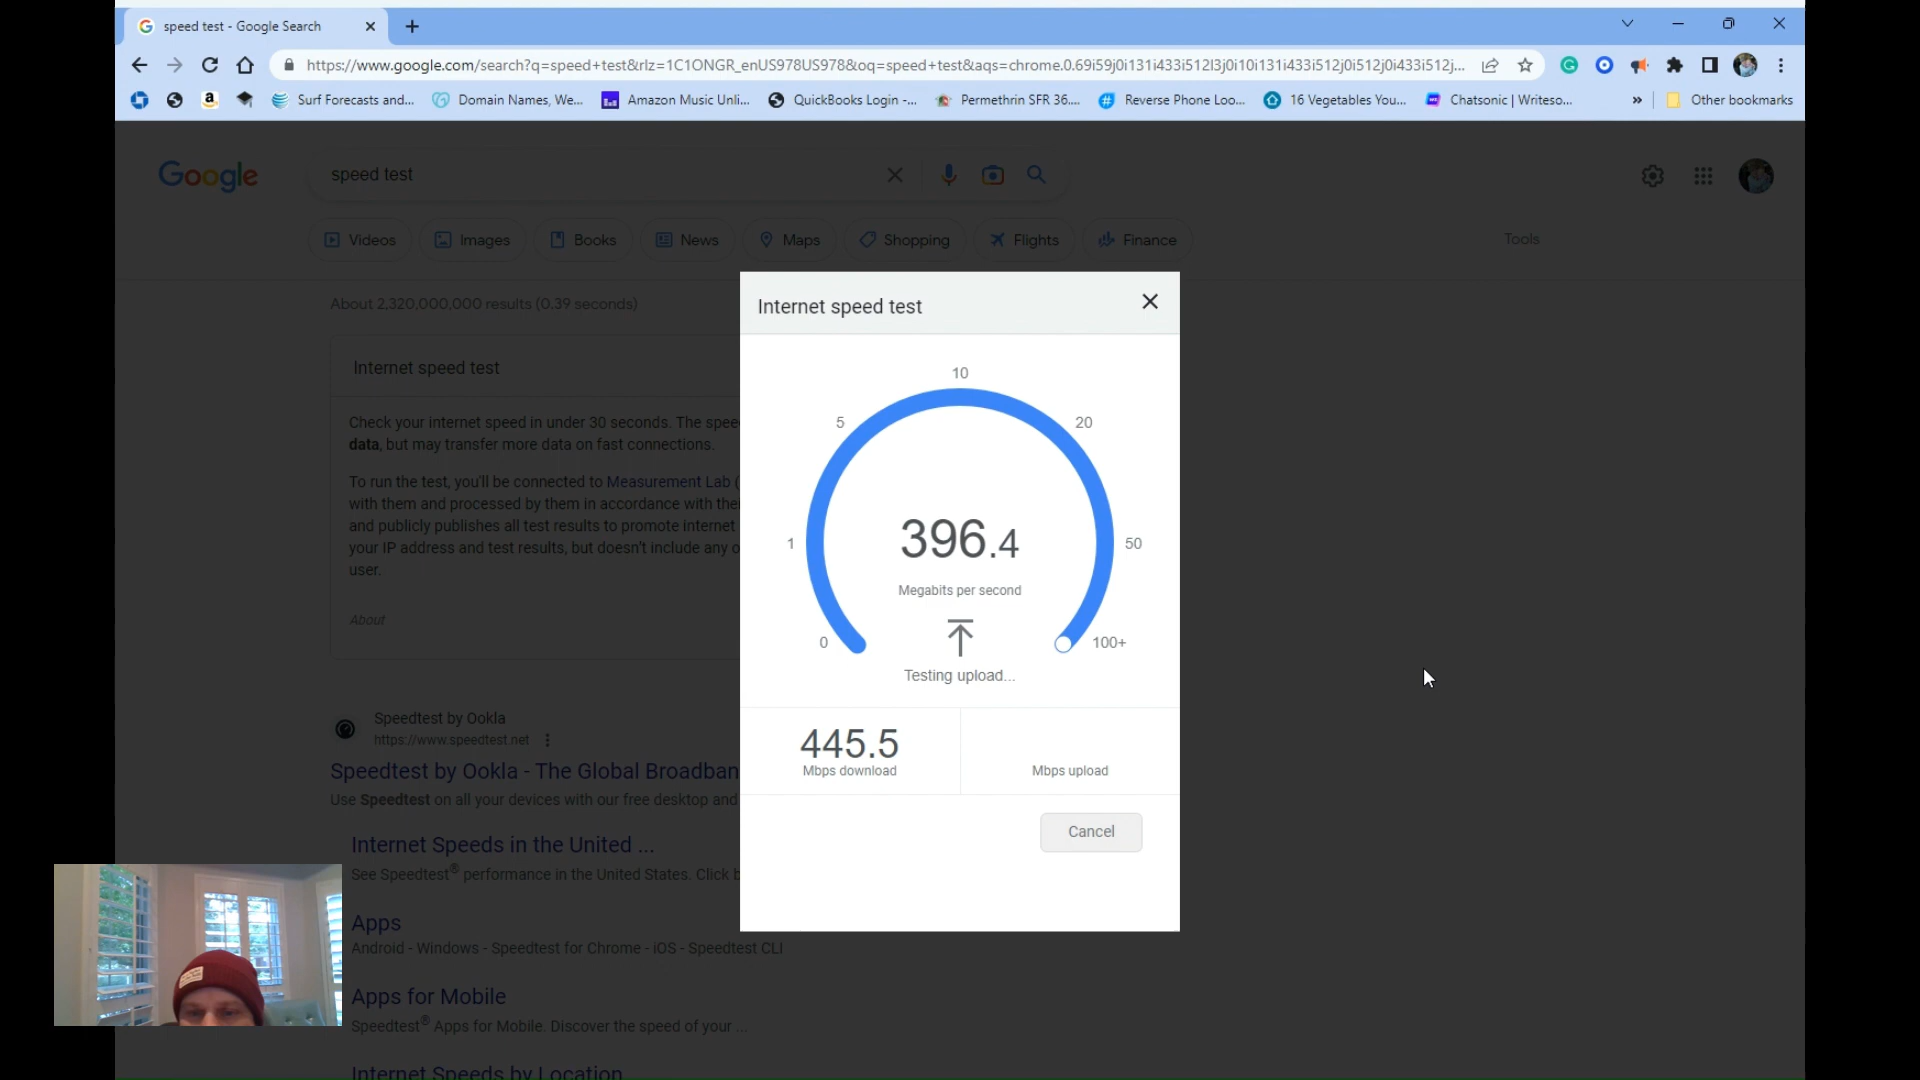 speed test - Google Search
https://www.google.com/search?q=speed+test&rlz=1C1ONGR_enUS978US978&oq=speed+test&aqs=chrome.0.69i59j0i131i433i512l3j0i10i131i433i512j0i512j0i433i512j...
Surf Forecasts and... Domain Names, We... Amazon Music Unli... QuickBooks Login -... Permethrin SFR 36.... Reverse Phone Loo... 16 Vegetables You... Chatsonic | Writeso... » Other bookmarks
Google speed test
Videos Images Books News Maps Shopping Flights Finance Tools
About 2,320,000,000 results (0.39 seconds)
Internet speed test
Check your internet speed in under 30 seconds. The spee
data, but may transfer more data on fast connections.
To run the test, you'll be connected to Measurement Lab (
with them and processed by them in accordance with thei
and publicly publishes all test results to promote internet
your IP address and test results, but doesn't include any o
user.
About
Speedtest by Ookla
https://www.speedtest.net
Speedtest by Ookla - The Global Broadban
Use Speedtest on all your devices with our free desktop and
Internet Speeds in the United ...
See Speedtest® performance in the United States. Click b
Apps
Android - Windows - Speedtest for Chrome - iOS - Speedtest CLI
Apps for Mobile
Speedtest® Apps for Mobile. Discover the speed of your ...
Internet Speeds by Location
Internet speed test
0
1
5
10
20
50
100+
396.4
Megabits per second
Testing upload...
445.5
Mbps download
Mbps upload
Cancel